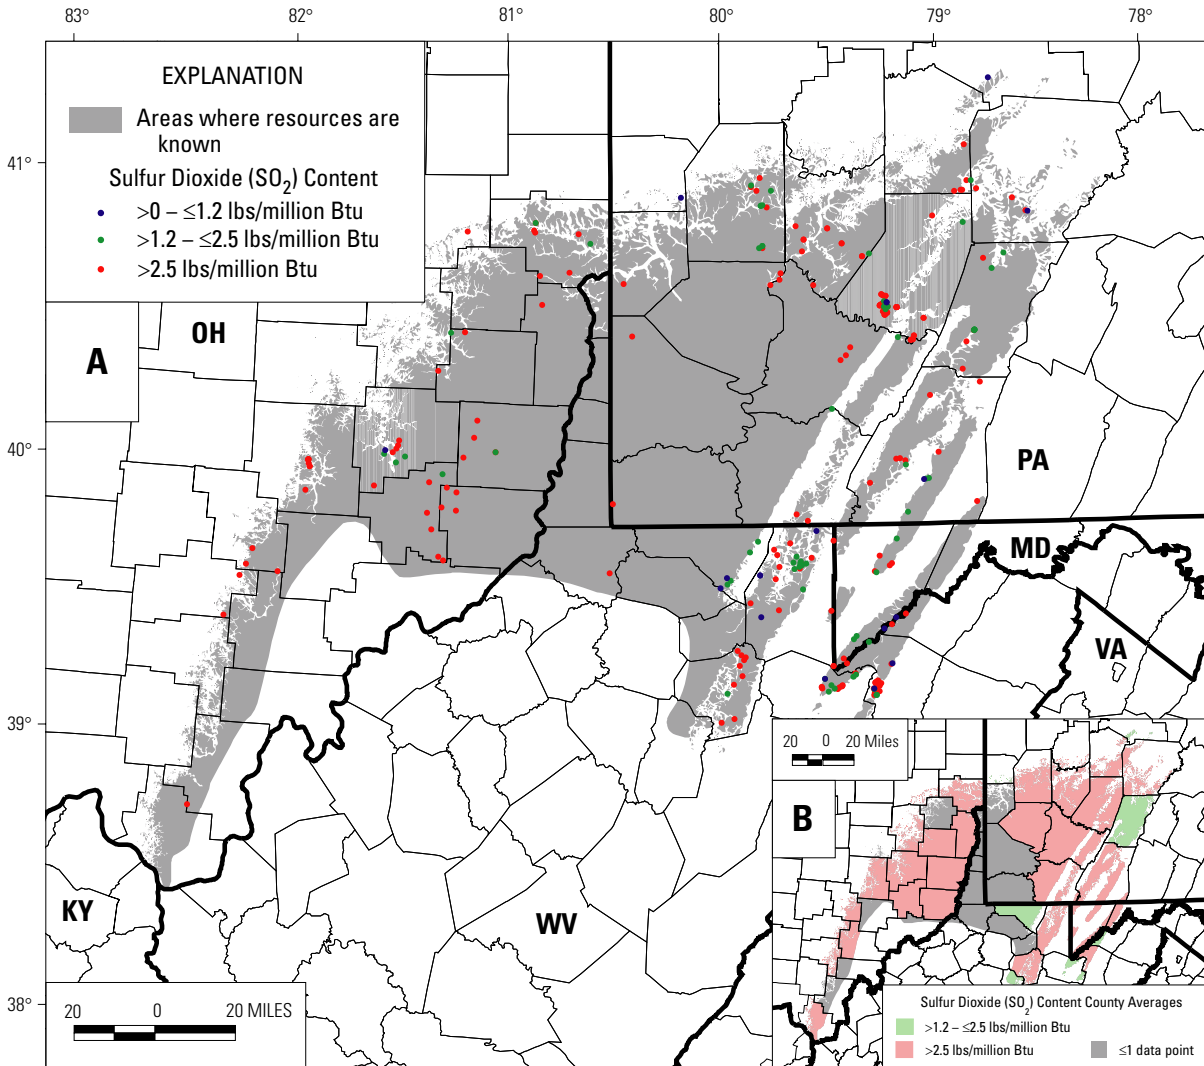 83° 82° 81° 80° 79° 78°
EXPLANATION
Areas where resources are
known
Sulfur Dioxide (SO2) Content
>0 – ≤1.2 lbs/million Btu
>1.2 – ≤2.5 lbs/million Btu
>2.5 lbs/million Btu
41°
OH
A
40°
PA
MD
VA
39°
20 0 20 Miles
B
KY
WV
38°
20 0 20 MILES
Sulfur Dioxide (SO2) Content County Averages
>1.2 – ≤2.5 lbs/million Btu
>2.5 lbs/million Btu ≤1 data point